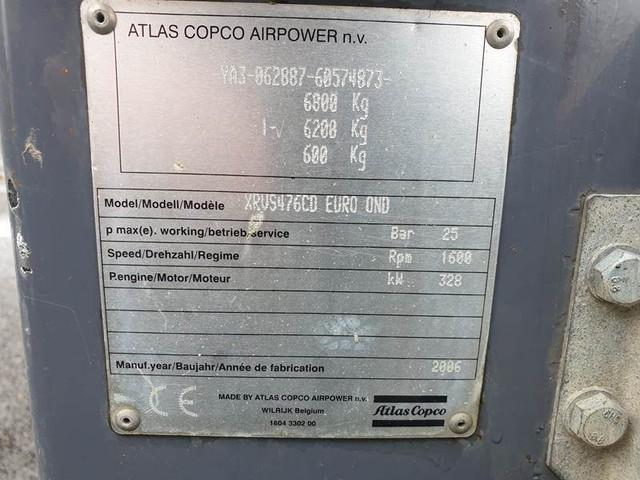 ATLAS COPCO AIRPOWER n.v.
YA3-062887-60574873-
6800 Kg
1-√ 6200 Kg
600 Kg
Model/Modell/Modèle XRVS476CD EURO OND
p max(e). working/betrieb/service Bar 25
Speed/Drehzahl/Regime Rpm 1600
P.engine/Motor/Moteur kW 328
Manuf.year/Baujahr/Année de fabrication 2006
CE
MADE BY ATLAS COPCO AIRPOWER n.v.
WILRIJK Belgium
1604 3302 00
Atlas Copco